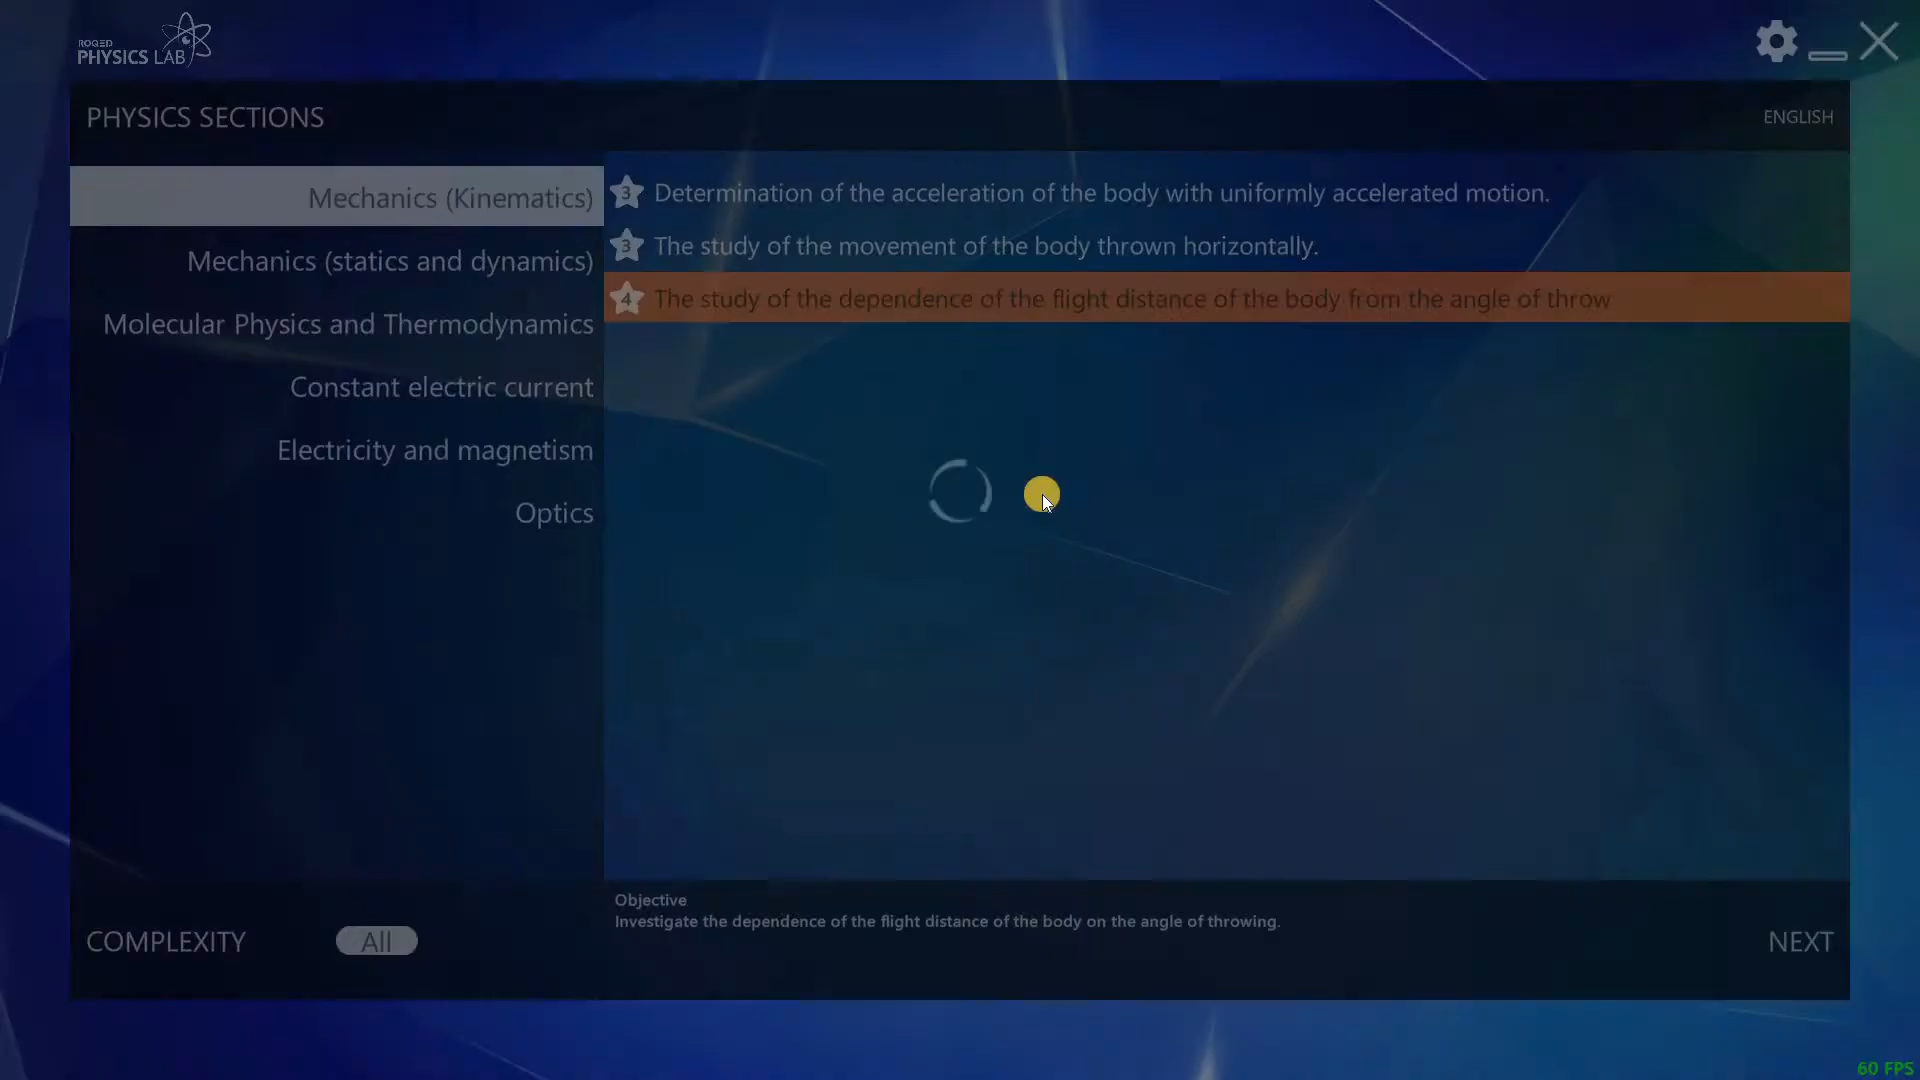 ROGED
PHYSICS LAB
PHYSICS SECTIONS
ENGLISH
Mechanics (Kinematics)
Mechanics (statics and dynamics)
Molecular Physics and Thermodynamics
Constant electric current
Electricity and magnetism
Optics
3 Determination of the acceleration of the body with uniformly accelerated motion.
3 The study of the movement of the body thrown horizontally.
4 The study of the dependence of the flight distance of the body from the angle of throw
Objective
Investigate the dependence of the flight distance of the body on the angle of throwing.
COMPLEXITY
All
NEXT
60 FPS